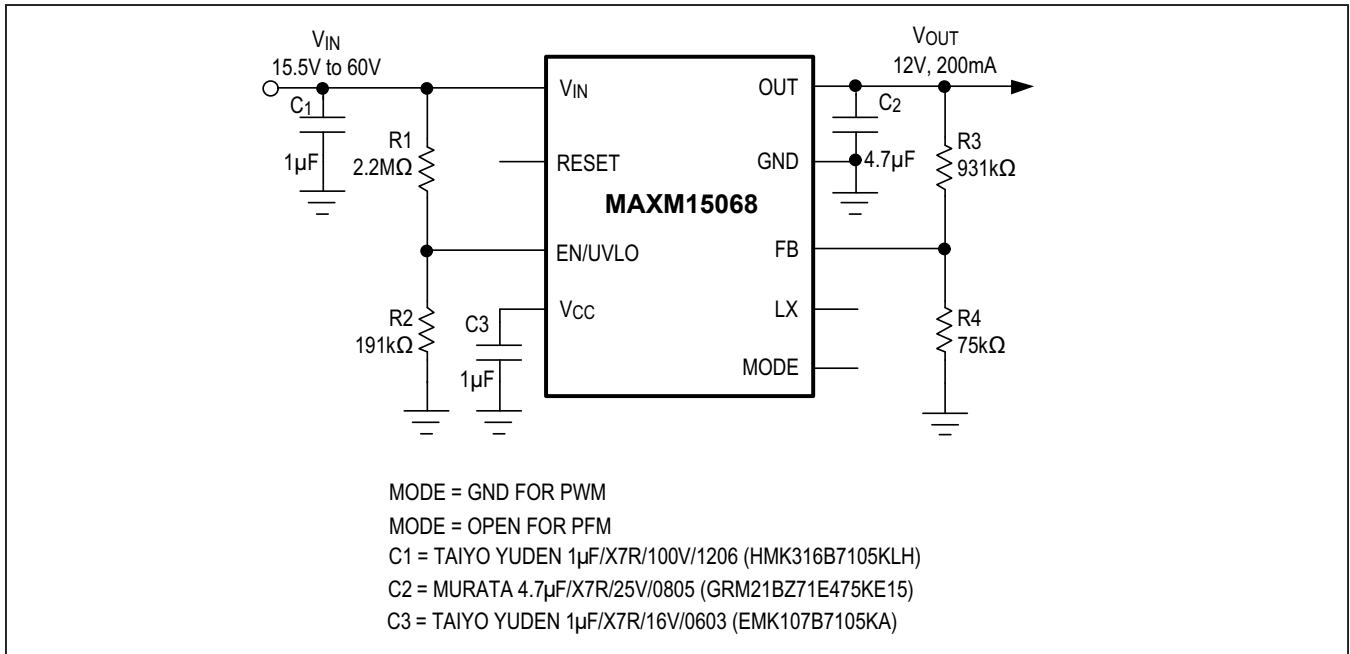 VIN
15.5V to 60V
C1
1µF
R1
2.2MΩ
R2
191kΩ
C3
1µF
VIN
RESET
EN/UVLO
VCC
MAXM15068
OUT
GND
FB
LX
MODE
VOUT
12V, 200mA
C2
4.7µF
R3
931kΩ
R4
75kΩ
MODE = GND FOR PWM
MODE = OPEN FOR PFM
C1 = TAIYO YUDEN 1µF/X7R/100V/1206 (HMK316B7105KLH)
C2 = MURATA 4.7µF/X7R/25V/0805 (GRM21BZ71E475KE15)
C3 = TAIYO YUDEN 1µF/X7R/16V/0603 (EMK107B7105KA)